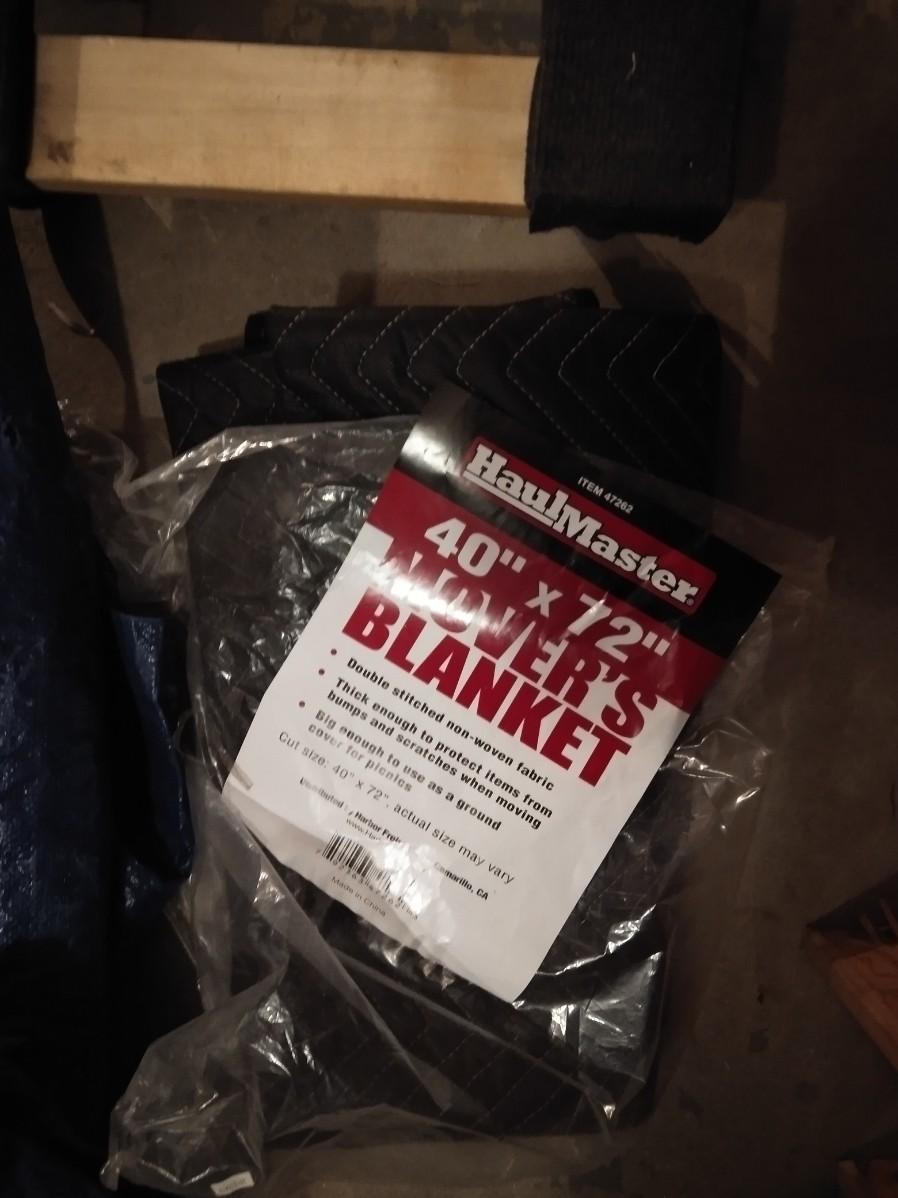 ITEM 47262
HaulMaster
40" x 72"
MOVER'S
BLANKET
• Double stitched non-woven fabric
• Thick enough to protect items from
bumps and scratches when moving
• Big enough to use as a ground
cover for picnics
Cut size: 40" x 72", actual size may vary
Distributed Harbor
Camarillo, CA
Made in China